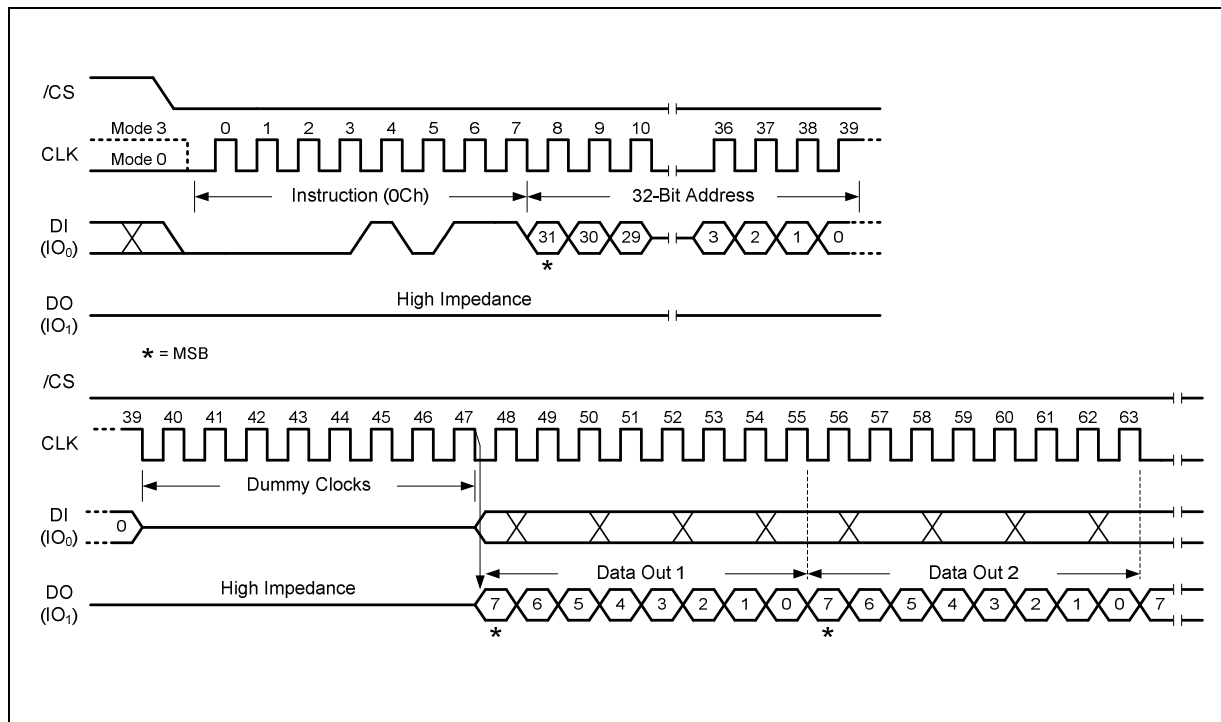 /CS
Mode 3 0 1 2 3 4 5 6 7 8 9 10 36 37 38 39
CLK Mode 0
Instruction (0Ch) 32-Bit Address
DI
(IO0) 31 30 29 3 2 1 0
*
High Impedance
DO
(IO1)
* = MSB
/CS
39 40 41 42 43 44 45 46 47 48 49 50 51 52 53 54 55 56 57 58 59 60 61 62 63
CLK
Dummy Clocks
DI
(IO0) 0
High Impedance Data Out 1 Data Out 2
DO
(IO1) 7 6 5 4 3 2 1 0 7 6 5 4 3 2 1 0 7
* *